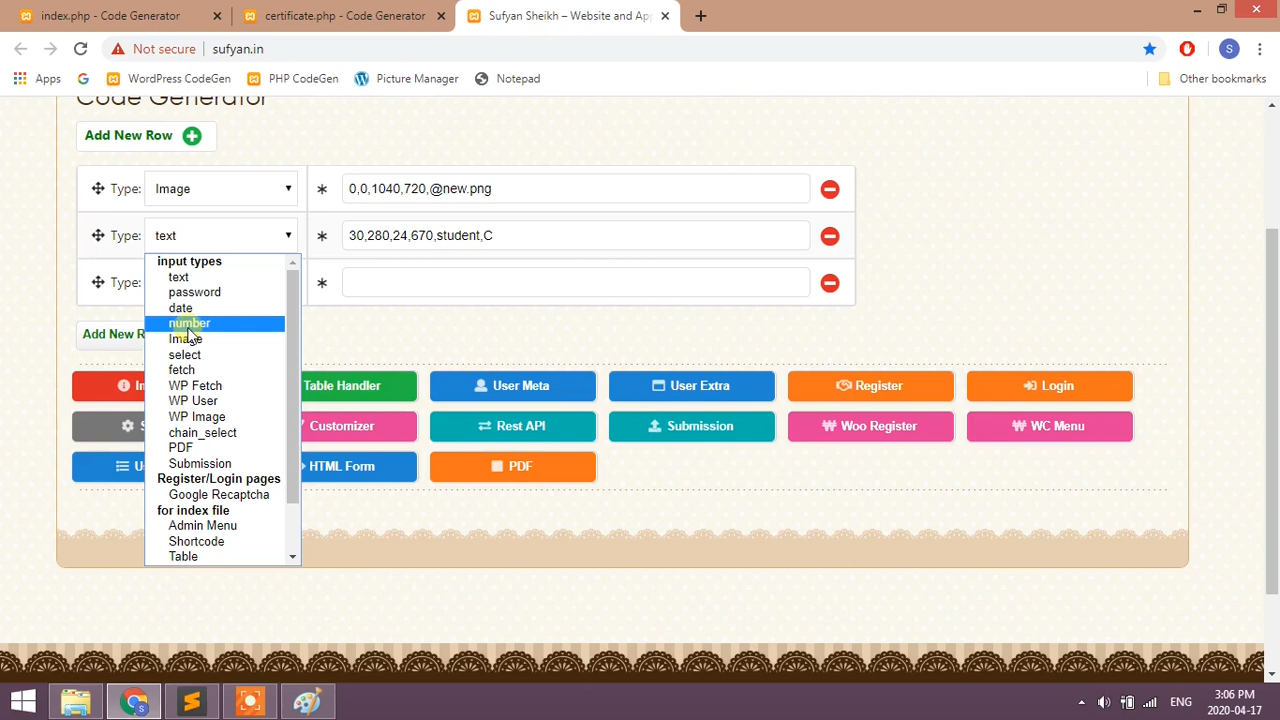 index.php - Code Generator
certificate.php - Code Generator
Sufyan Sheikh – Website and App
Not secure
sufyan.in
S
Apps
WordPress CodeGen
PHP CodeGen
Picture Manager
Notepad
Other bookmarks
Code Generator
Add New Row
Type: Image
* 0,0,1040,720,@new.png
Type: text
* 30,280,24,670,student,C
Type:
*
input types
text
password
date
number
Image
select
fetch
WP Fetch
WP User
WP Image
chain_select
PDF
Submission
Register/Login pages
Google Recaptcha
for index file
Admin Menu
Shortcode
Table
Add New R
In
Table Handler
User Meta
User Extra
Register
Login
S
Customizer
Rest API
Submission
Woo Register
WC Menu
Us
HTML Form
PDF
ENG
3:06 PM
2020-04-17